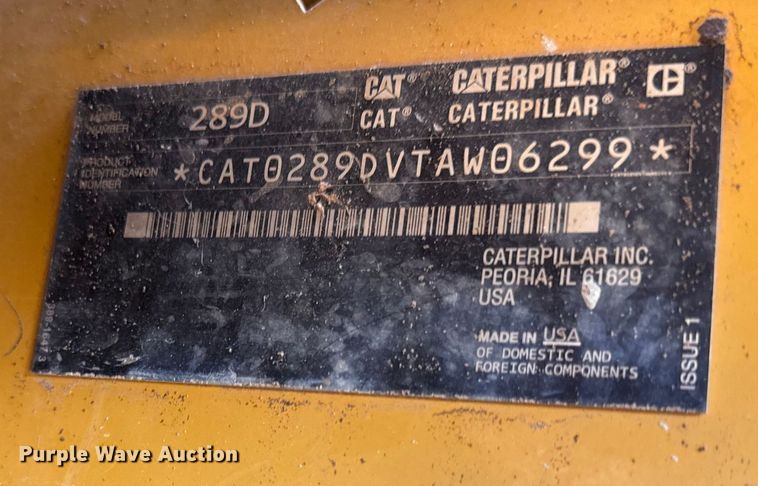 CAT® CATERPILLAR®
MODEL NUMBER 289D CAT® CATERPILLAR®
PRODUCT IDENTIFICATION NUMBER *CAT0289DVTAW06299*
CATERPILLAR INC.
PEORIA, IL 61629
USA
MADE IN USA
OF DOMESTIC AND
FOREIGN COMPONENTS
ISSUE 1
Purple Wave Auction®